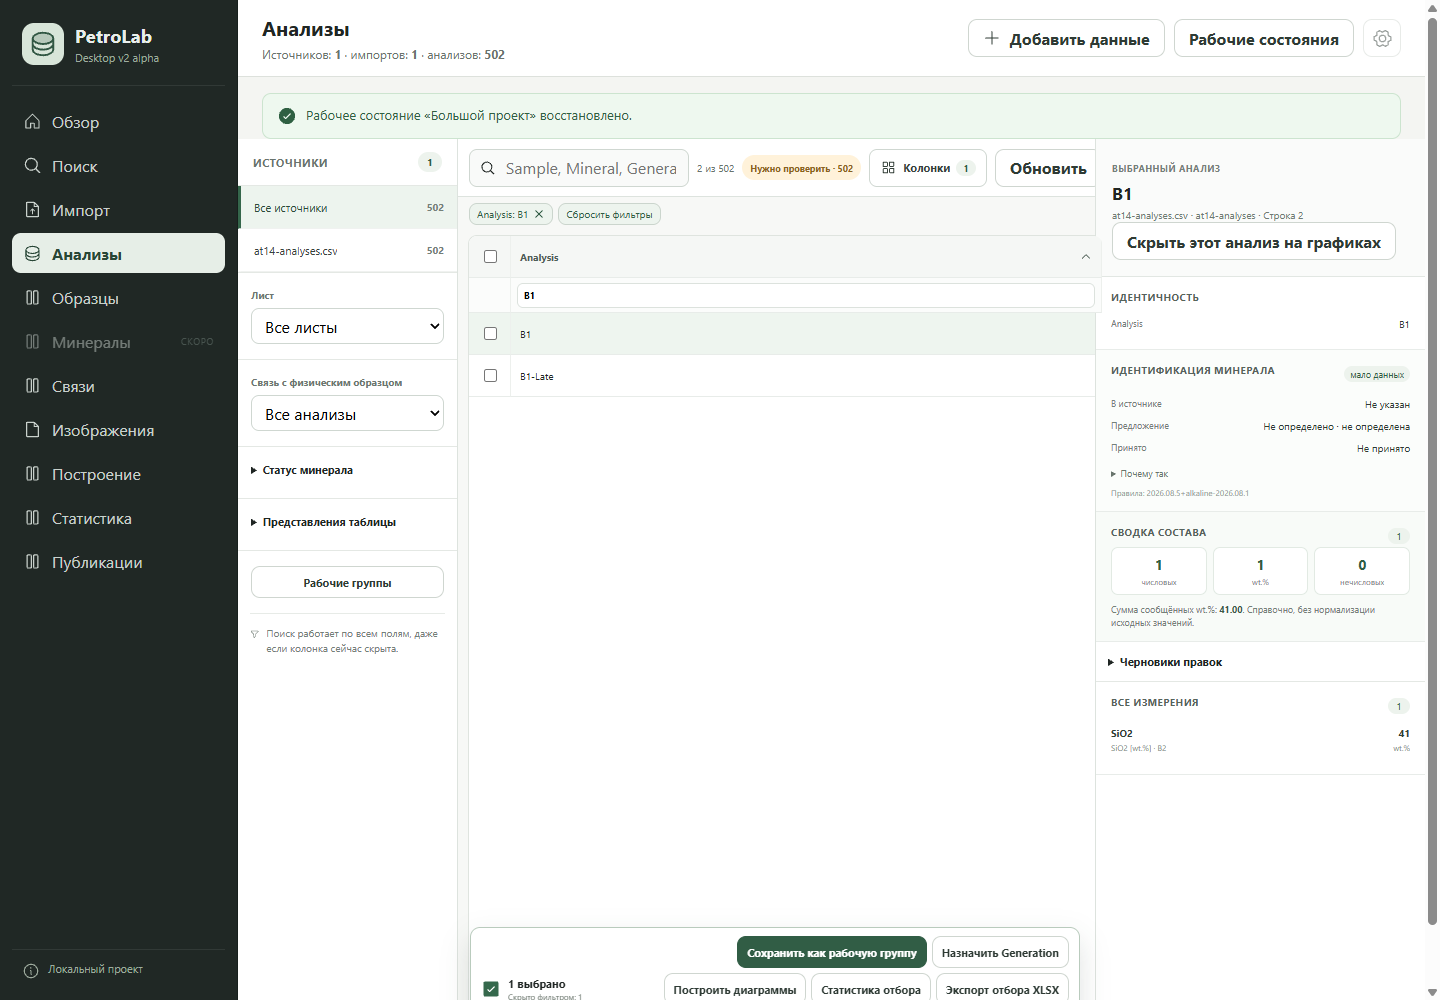 PetroLab
Desktop v2 alpha
Обзор
Поиск
Импорт
Анализы
Образцы
Минералы СКОРО
Связи
Изображения
Построение
Статистика
Публикации
Локальный проект
Анализы
Источников: 1 · импортов: 1 · анализов: 502
Добавить данные
Рабочие состояния
Рабочее состояние «Большой проект» восстановлено.
ИСТОЧНИКИ 1
Все источники 502
at14-analyses.csv 502
Лист
Все листы
Связь с физическим образцом
Все анализы
Статус минерала
Представления таблицы
Рабочие группы
Поиск работает по всем полям, даже
если колонка сейчас скрыта.
Sample, Mineral, Genera
2 из 502
Нужно проверить · 502
Колонки 1
Обновить
Analysis: B1
Сбросить фильтры
Analysis
B1
B1
B1-Late
Сохранить как рабочую группу
Назначить Generation
1 выбрано
Скрыто фильтром: 1
Построить диаграммы
Статистика отбора
Экспорт отбора XLSX
ВЫБРАННЫЙ АНАЛИЗ
B1
at14-analyses.csv · at14-analyses · Строка 2
Скрыть этот анализ на графиках
ИДЕНТИЧНОСТЬ
Analysis B1
ИДЕНТИФИКАЦИЯ МИНЕРАЛА мало данных
В источнике Не указан
Предложение Не определено · не определена
Принято Не принято
Почему так
Правила: 2026.08.5+alkaline-2026.08.1
СВОДКА СОСТАВА 1
1 1 0
числовых wt.% нечисловых
Сумма сообщённых wt.%: 41.00. Справочно, без нормализации
исходных значений.
Черновики правок
ВСЕ ИЗМЕРЕНИЯ 1
SiO2 41
SiO2 [wt.%] · B2 wt.%